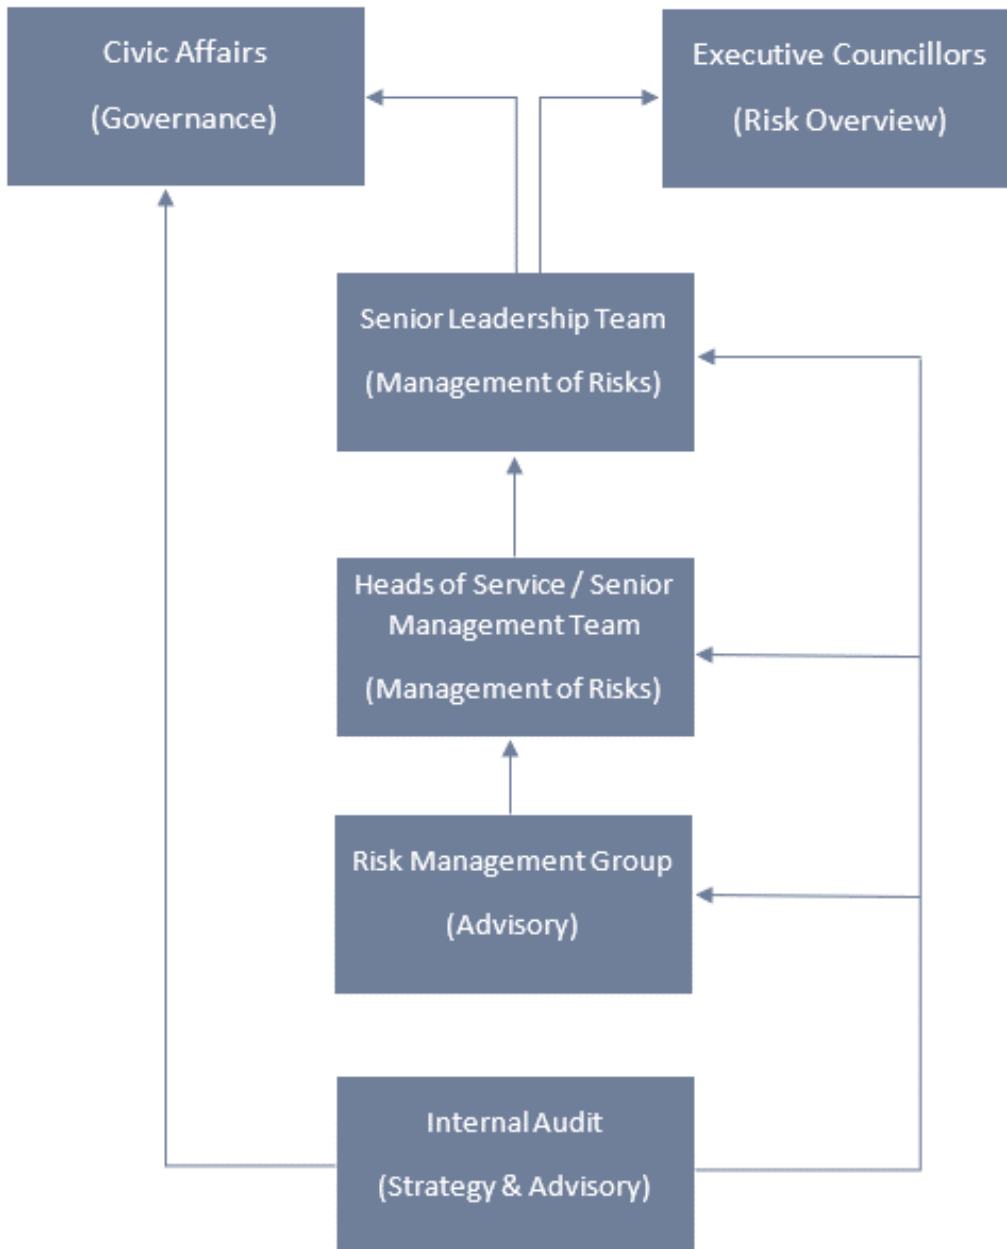 Civic Affairs
(Governance)
Executive Councillors
(Risk Overview)
Senior Leadership Team
(Management of Risks)
Heads of Service / Senior
Management Team
(Management of Risks)
Risk Management Group
(Advisory)
Internal Audit
(Strategy & Advisory)